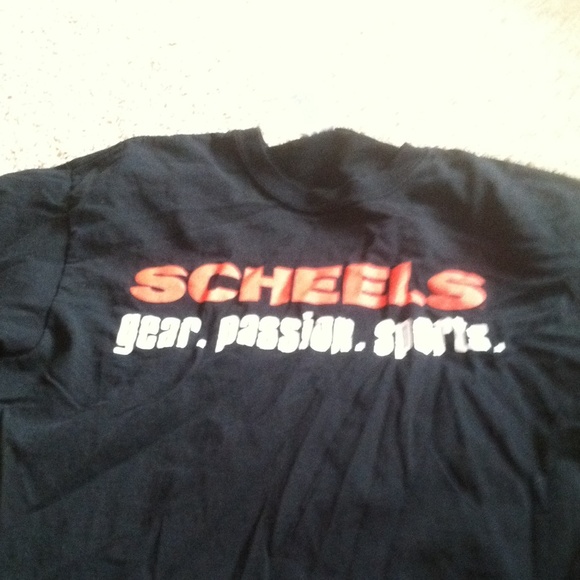 SCHEELS
gear. passion. sports.